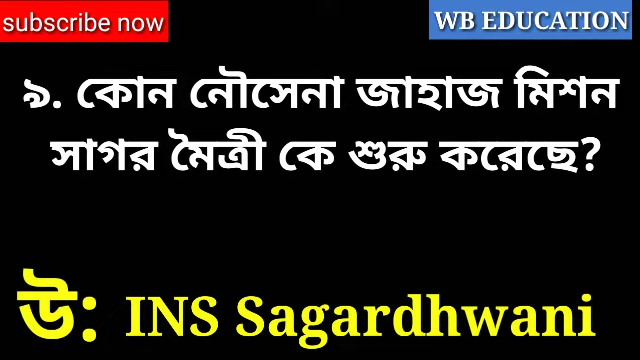 subscribe now
WB EDUCATION
৯. কোন নৌসেনা জাহাজ মিশন
সাগর মৈত্রী কে শুরু করেছে?
উ: INS Sagardhwani